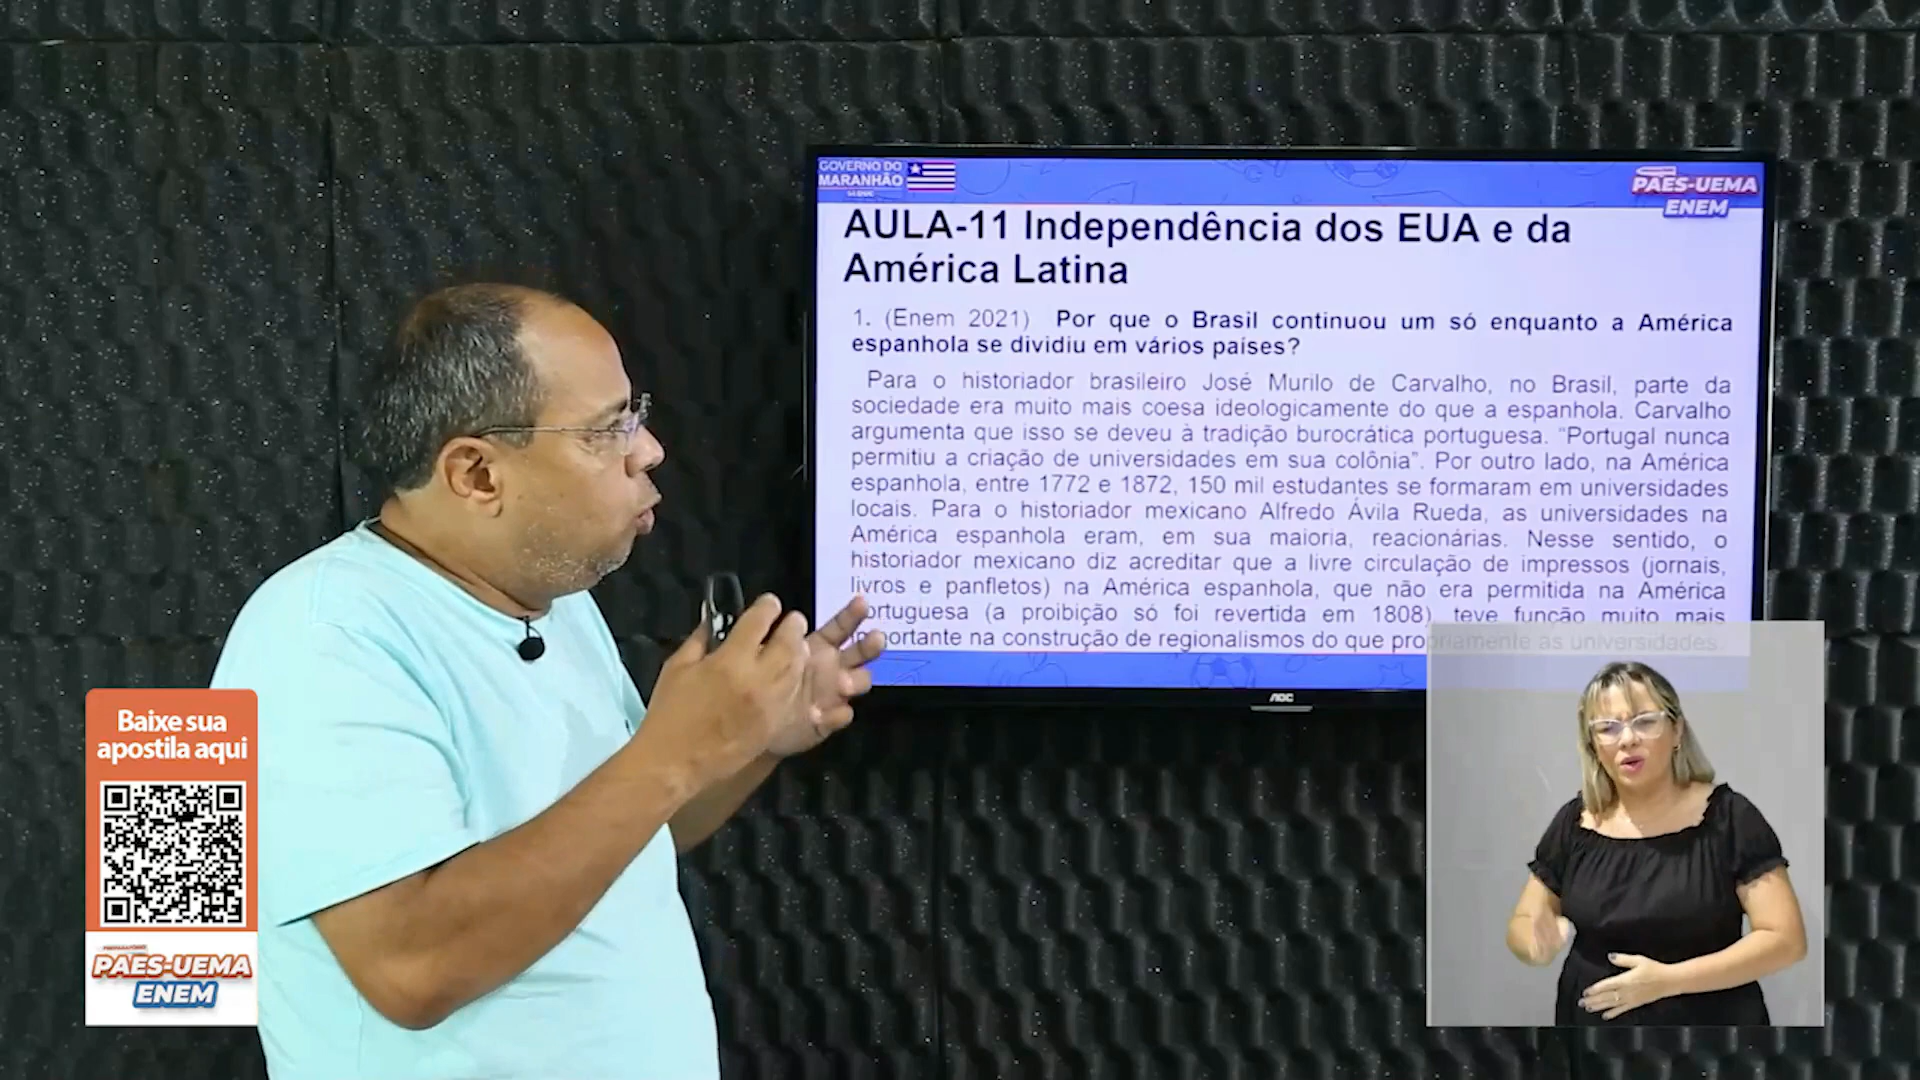 GOVERNO DO
MARANHÃO
PAES-UEMA
ENEM
AULA-11 Independência dos EUA e da
América Latina
1. (Enem 2021) Por que o Brasil continuou um só enquanto a América
espanhola se dividiu em vários países?
Para o historiador brasileiro José Murilo de Carvalho, no Brasil, parte da
sociedade era muito mais coesa ideologicamente do que a espanhola. Carvalho
argumenta que isso se deveu à tradição burocrática portuguesa. “Portugal nunca
permitiu a criação de universidades em sua colônia”. Por outro lado, na América
espanhola, entre 1772 e 1872, 150 mil estudantes se formaram em universidades
locais. Para o historiador mexicano Alfredo Ávila Rueda, as universidades na
América espanhola eram, em sua maioria, reacionárias. Nesse sentido, o
historiador mexicano diz acreditar que a livre circulação de impressos (jornais,
livros e panfletos) na América espanhola, que não era permitida na América
portuguesa (a proibição só foi revertida em 1808), teve função muito mais
importante na construção de regionalismos do que propriamente as universidades.
AOC
Baixe sua
apostila aqui
PREPARATÓRIO
PAES-UEMA
ENEM